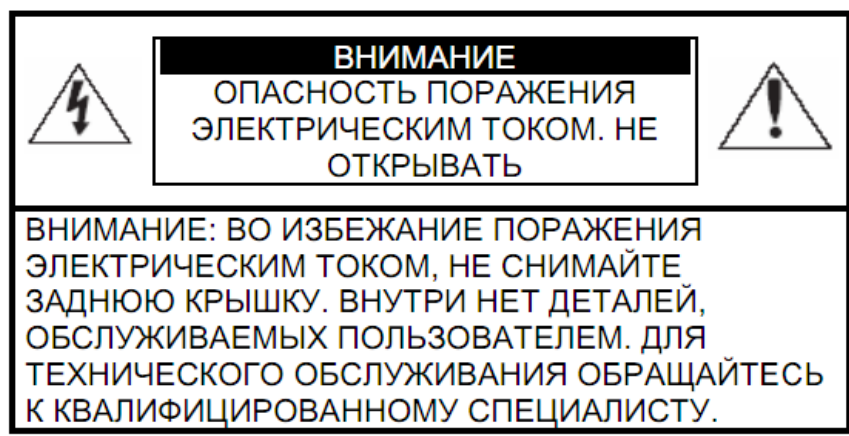 ВНИМАНИЕ
ОПАСНОСТЬ ПОРАЖЕНИЯ
ЭЛЕКТРИЧЕСКИМ ТОКОМ. НЕ
ОТКРЫВАТЬ
ВНИМАНИЕ: ВО ИЗБЕЖАНИЕ ПОРАЖЕНИЯ
ЭЛЕКТРИЧЕСКИМ ТОКОМ, НЕ СНИМАЙТЕ
ЗАДНЮЮ КРЫШКУ. ВНУТРИ НЕТ ДЕТАЛЕЙ,
ОБСЛУЖИВАЕМЫХ ПОЛЬЗОВАТЕЛЕМ. ДЛЯ
ТЕХНИЧЕСКОГО ОБСЛУЖИВАНИЯ ОБРАЩАЙТЕСЬ
К КВАЛИФИЦИРОВАННОМУ СПЕЦИАЛИСТУ.